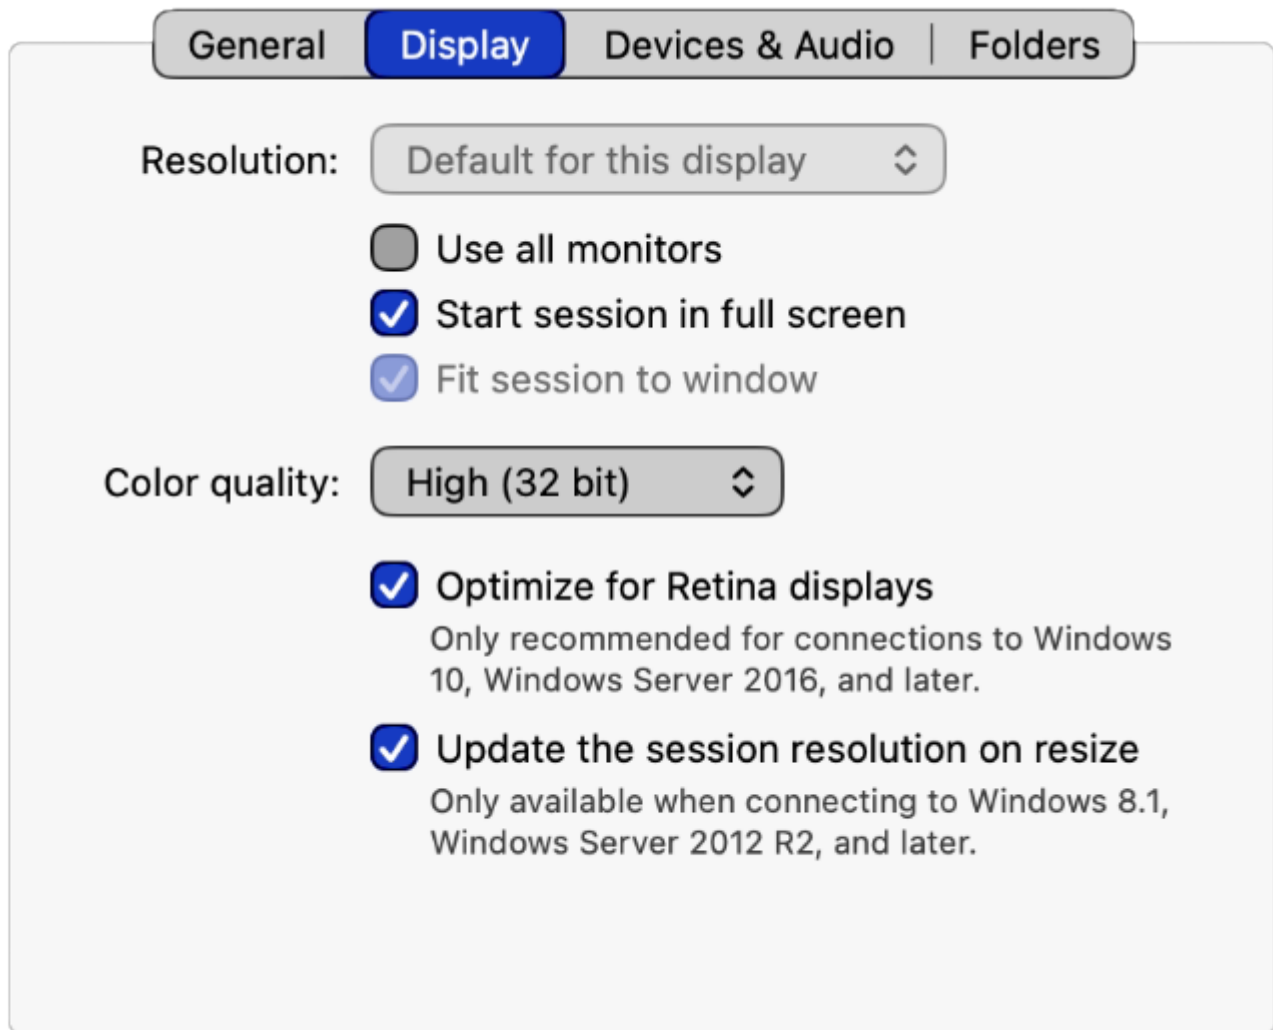 General Display Devices & Audio Folders
Resolution: Default for this display
Use all monitors
Start session in full screen
Fit session to window
Color quality: High (32 bit)
Optimize for Retina displays
Only recommended for connections to Windows
10, Windows Server 2016, and later.
Update the session resolution on resize
Only available when connecting to Windows 8.1,
Windows Server 2012 R2, and later.